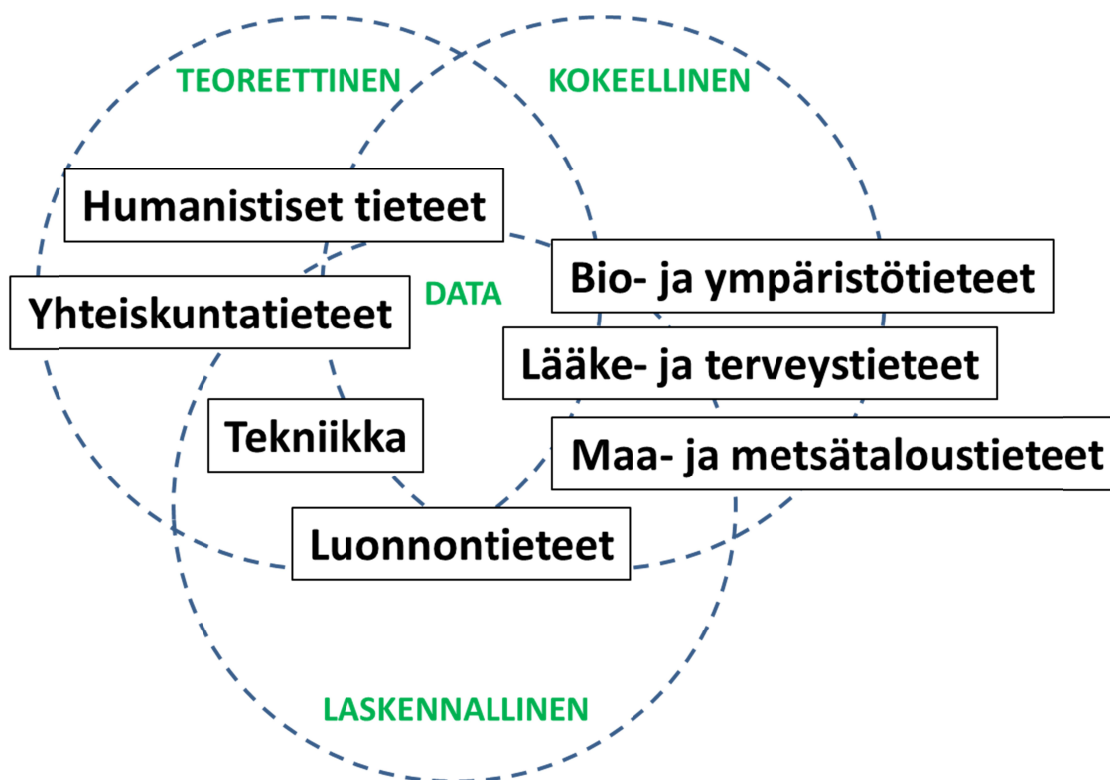 TEOREETTINEN
KOKEELLINEN
Humanistiset tieteet
Bio- ja ympäristötieteet
Yhteiskuntatieteet
DATA
Lääke- ja terveystieteet
Tekniikka
Maa- ja metsätaloustieteet
Luonnontieteet
LASKENNALLINEN